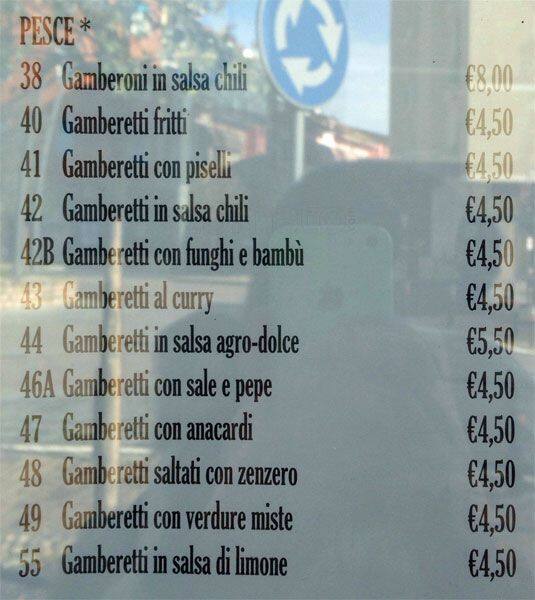 PESCE *
38 Gamberoni in salsa chili €8,00
40 Gamberetti fritti €4,50
41 Gamberetti con piselli €4,50
42 Gamberetti in salsa chili €4,50
42B Gamberetti con funghi e bambù €4,50
43 Gamberetti al curry €4,50
44 Gamberetti in salsa agro-dolce €5,50
46A Gamberetti con sale e pepe €4,50
47 Gamberetti con anacardi €4,50
48 Gamberetti saltati con zenzero €4,50
49 Gamberetti con verdure miste €4,50
55 Gamberetti in salsa di limone €4,50